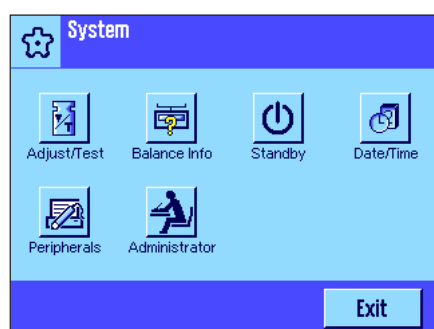 System
Adjust/Test
Balance Info
Standby
Date/Time
Peripherals
Administrator
Exit